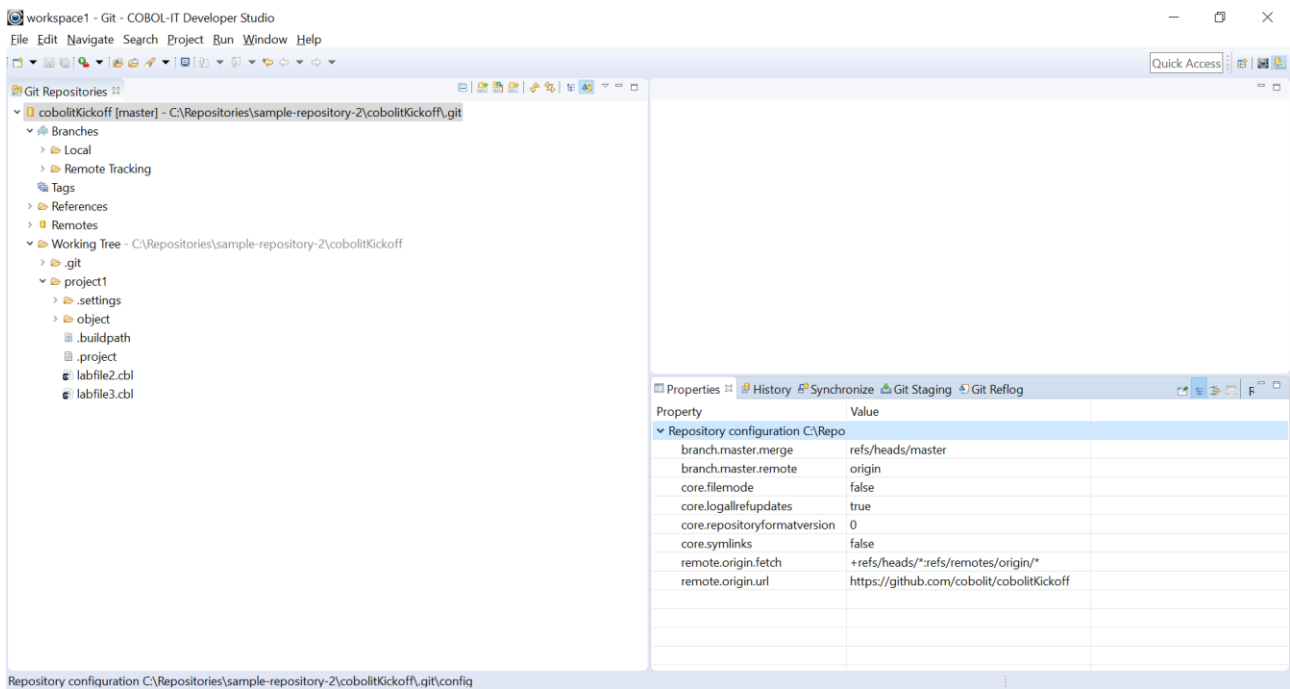 workspace1 - Git - COBOL-IT Developer Studio
File Edit Navigate Search Project Run Window Help
Quick Access
Git Repositories
cobolitKickoff [master] - C:\Repositories\sample-repository-2\cobolitKickoff\.git
Branches
Local
Remote Tracking
Tags
References
Remotes
Working Tree - C:\Repositories\sample-repository-2\cobolitKickoff
.git
project1
.settings
object
.buildpath
.project
labfile2.cbl
labfile3.cbl
Properties History Synchronize Git Staging Git Reflog
Property Value
Repository configuration C:\Repo
branch.master.merge refs/heads/master
branch.master.remote origin
core.filemode false
core.logallrefupdates true
core.repositoryformatversion 0
core.symlinks false
remote.origin.fetch +refs/heads/*:refs/remotes/origin/*
remote.origin.url https://github.com/cobolit/cobolitKickoff
Repository configuration C:\Repositories\sample-repository-2\cobolitKickoff\.git\config